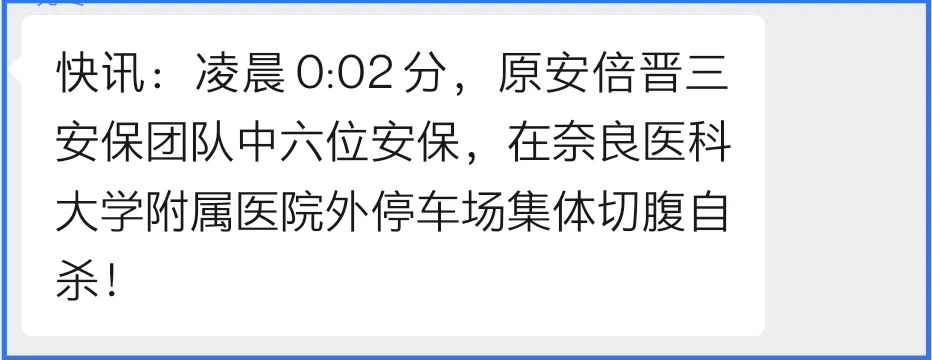 快讯：凌晨0:02分，原安倍晋三
安保团队中六位安保，在奈良医科
大学附属医院外停车场集体切腹自
杀！